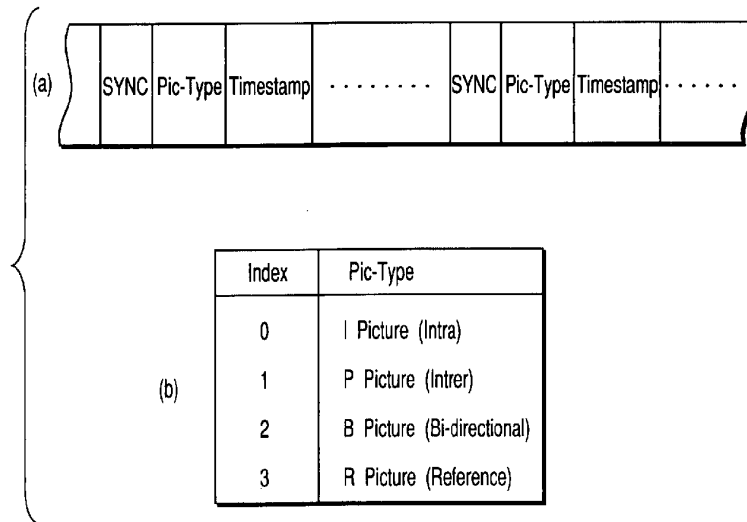 (a) SYNC Pic-Type Timestamp ........ SYNC Pic-Type Timestamp ......
Index Pic-Type
0 I Picture (Intra)
1 P Picture (Intrer)
(b)
2 B Picture (Bi-directional)
3 R Picture (Reference)